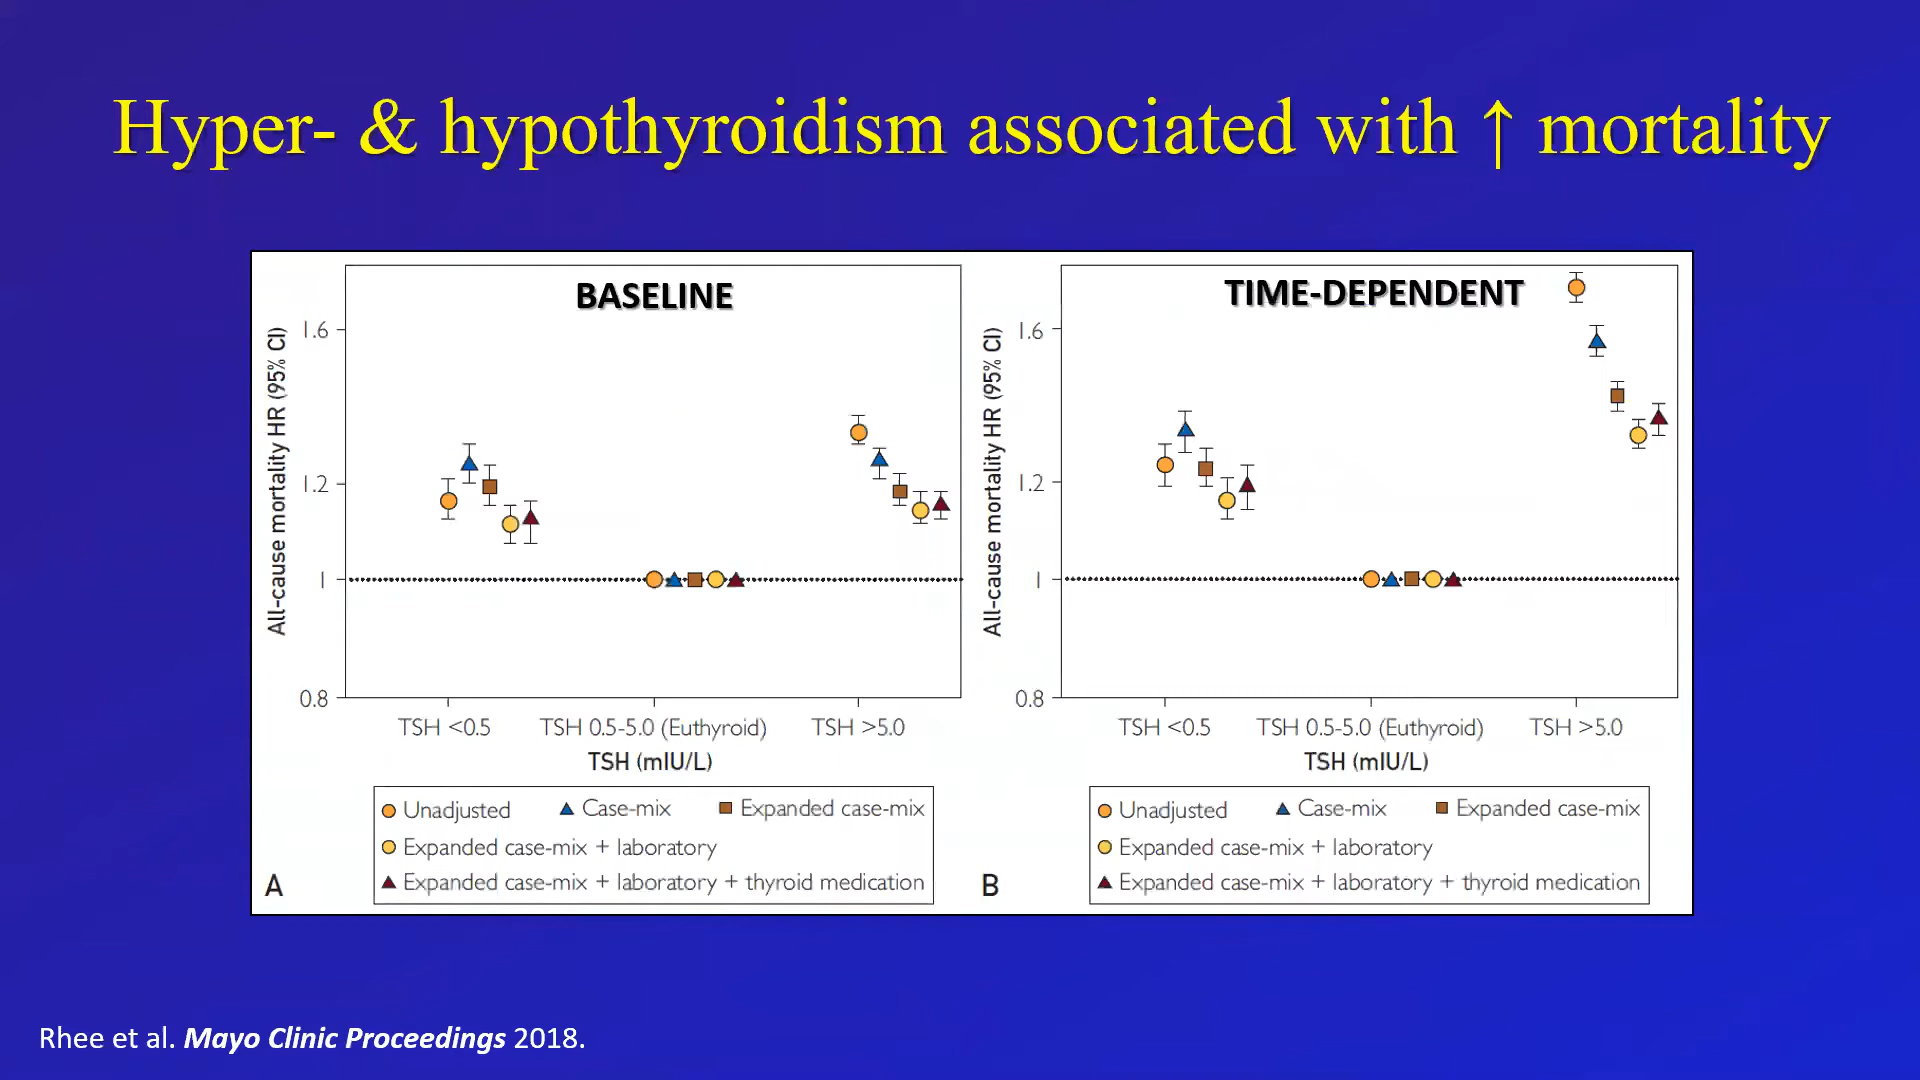 Hyper- & hypothyroidism associated with ↑ mortality
BASELINE
All-cause mortality HR (95% CI)
1.6
1.2
1
0.8
TSH <0.5
TSH 0.5-5.0 (Euthyroid)
TSH >5.0
TSH (mIU/L)
Unadjusted
Case-mix
Expanded case-mix
Expanded case-mix + laboratory
Expanded case-mix + laboratory + thyroid medication
A
TIME-DEPENDENT
All-cause mortality HR (95% CI)
1.6
1.2
1
0.8
TSH <0.5
TSH 0.5-5.0 (Euthyroid)
TSH >5.0
TSH (mIU/L)
Unadjusted
Case-mix
Expanded case-mix
Expanded case-mix + laboratory
Expanded case-mix + laboratory + thyroid medication
B
Rhee et al. Mayo Clinic Proceedings 2018.